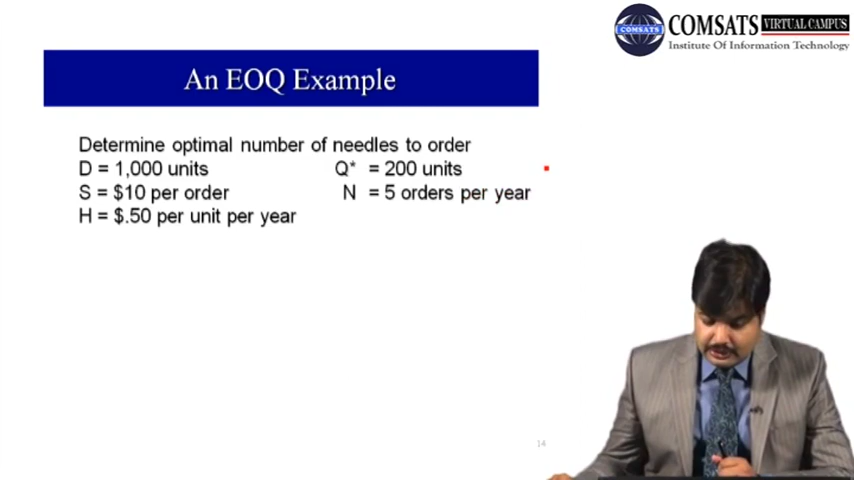 COMSATS VIRTUAL CAMPUS
COMSATS
Institute Of Information Technology
An EOQ Example
Determine optimal number of needles to order
D = 1,000 units Q* = 200 units
S = $10 per order N = 5 orders per year
H = $.50 per unit per year
14